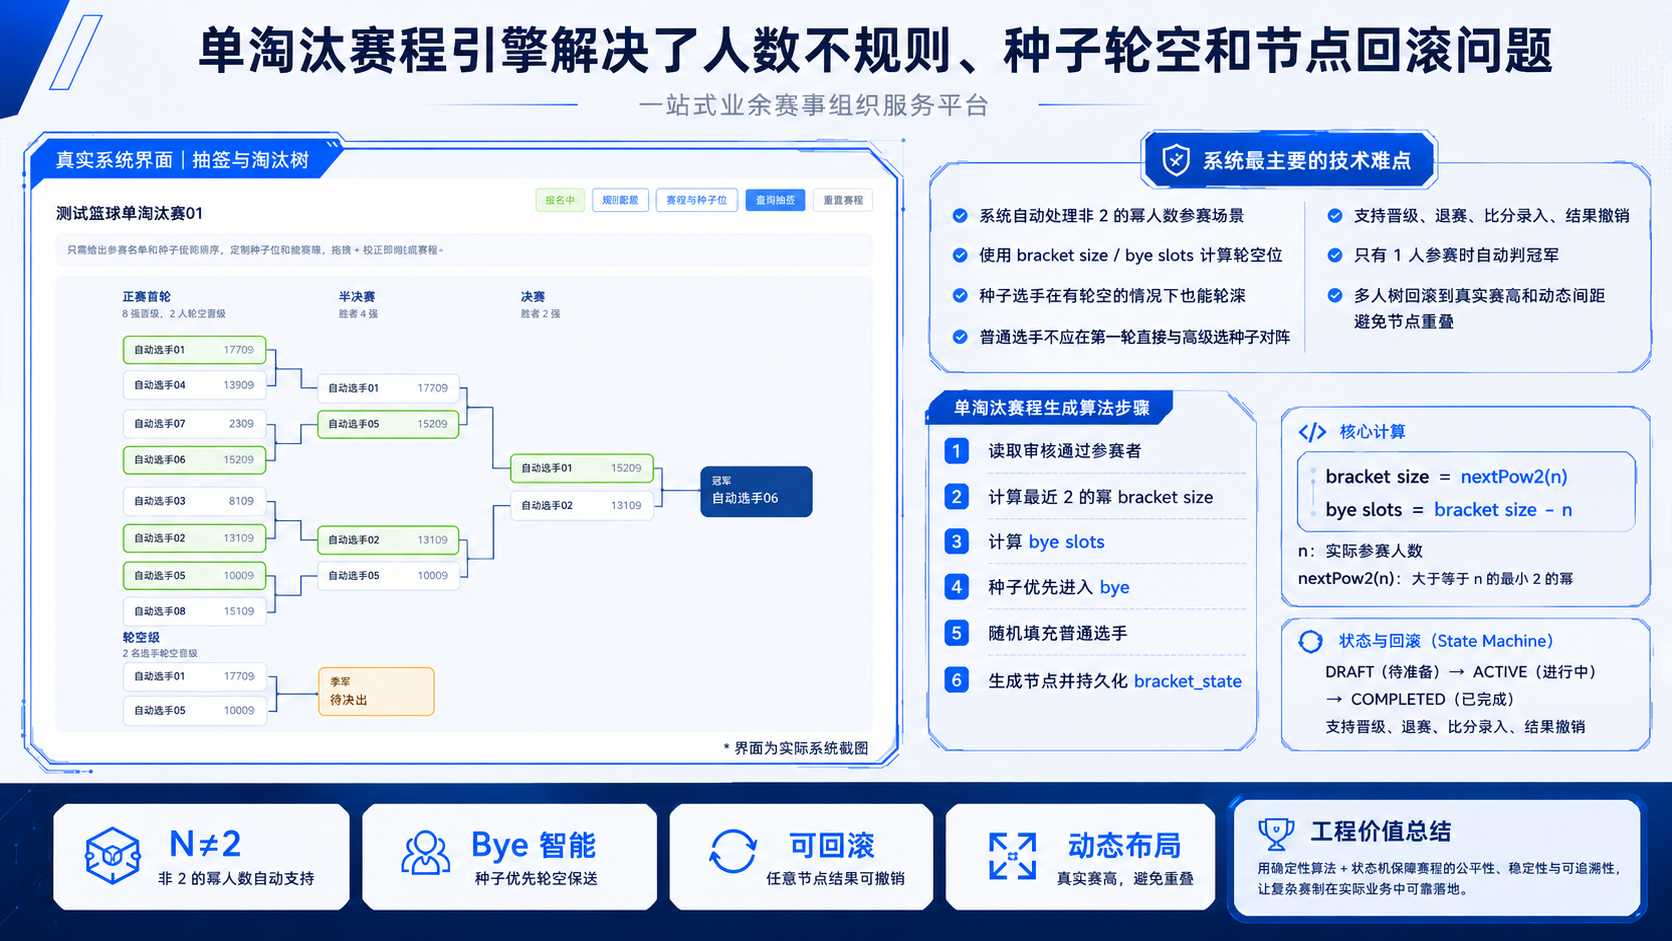 单淘汰赛程引擎解决了人数不规则、种子轮空和节点回滚问题
一站式业余赛事组织服务平台
真实系统界面｜抽签与淘汰树
测试篮球单淘汰赛01
报名中
规则配置
赛程与种子位
查询抽签
重置赛程
只需给出参赛名单和种子
正赛首轮
8 强晋级，2 人轮空晋级
半决赛
胜者 4 强
决赛
胜者 2 强
自动选手01 17709
自动选手04 13909
自动选手07 2309
自动选手06 15209
自动选手03 8109
自动选手02 13109
自动选手05 10009
自动选手08 15109
自动选手01 17709
自动选手05 15209
自动选手02 13109
自动选手05 10009
自动选手01 15209
自动选手02 13109
冠军
自动选手06
轮空级
2 名选手轮空晋级
自动选手01 17709
自动选手05 10009
季军
待决出
* 界面为实际系统截图
系统最主要的技术难点
系统自动处理非 2 的幂人数参赛场景
使用 bracket size / bye slots 计算轮空位
种子选手在有轮空的情况下也能轮深
普通选手不应在第一轮直接与高级选种子对阵
支持晋级、退赛、比分录入、结果撤销
只有 1 人参赛时自动判冠军
多人树回滚到真实赛高和动态间距
避免节点重叠
单淘汰赛程生成算法步骤
1 读取审核通过参赛者
2 计算最近 2 的幂 bracket size
3 计算 bye slots
4 种子优先进入 bye
5 随机填充普通选手
6 生成节点并持久化 bracket_state
</> 核心计算
bracket size = nextPow2(n)
bye slots = bracket size - n
n：实际参赛人数
nextPow2(n)：大于等于 n 的最小 2 的幂
状态与回滚（State Machine）
DRAFT（待准备）→ ACTIVE（进行中）
→ COMPLETED（已完成）
支持晋级、退赛、比分录入、结果撤销
N≠2
非 2 的幂人数自动支持
Bye 智能
种子优先轮空保送
可回滚
任意节点结果可撤销
动态布局
真实赛高，避免重叠
工程价值总结
用确定性算法 + 状态机保障赛程的公平性、稳定性与可追溯性，
让复杂赛制在实际业务中可靠落地。